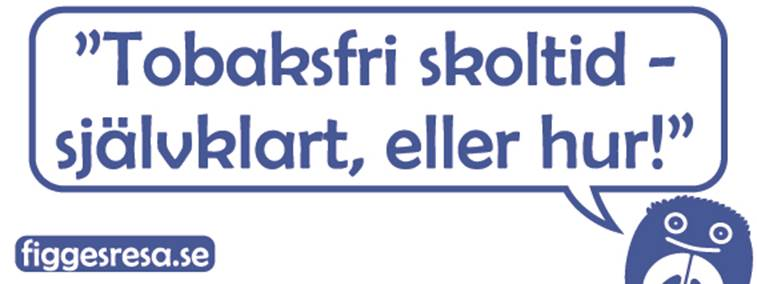 ”Tobaksfri skoltid -
självklart, eller hur!”
figgesresa.se